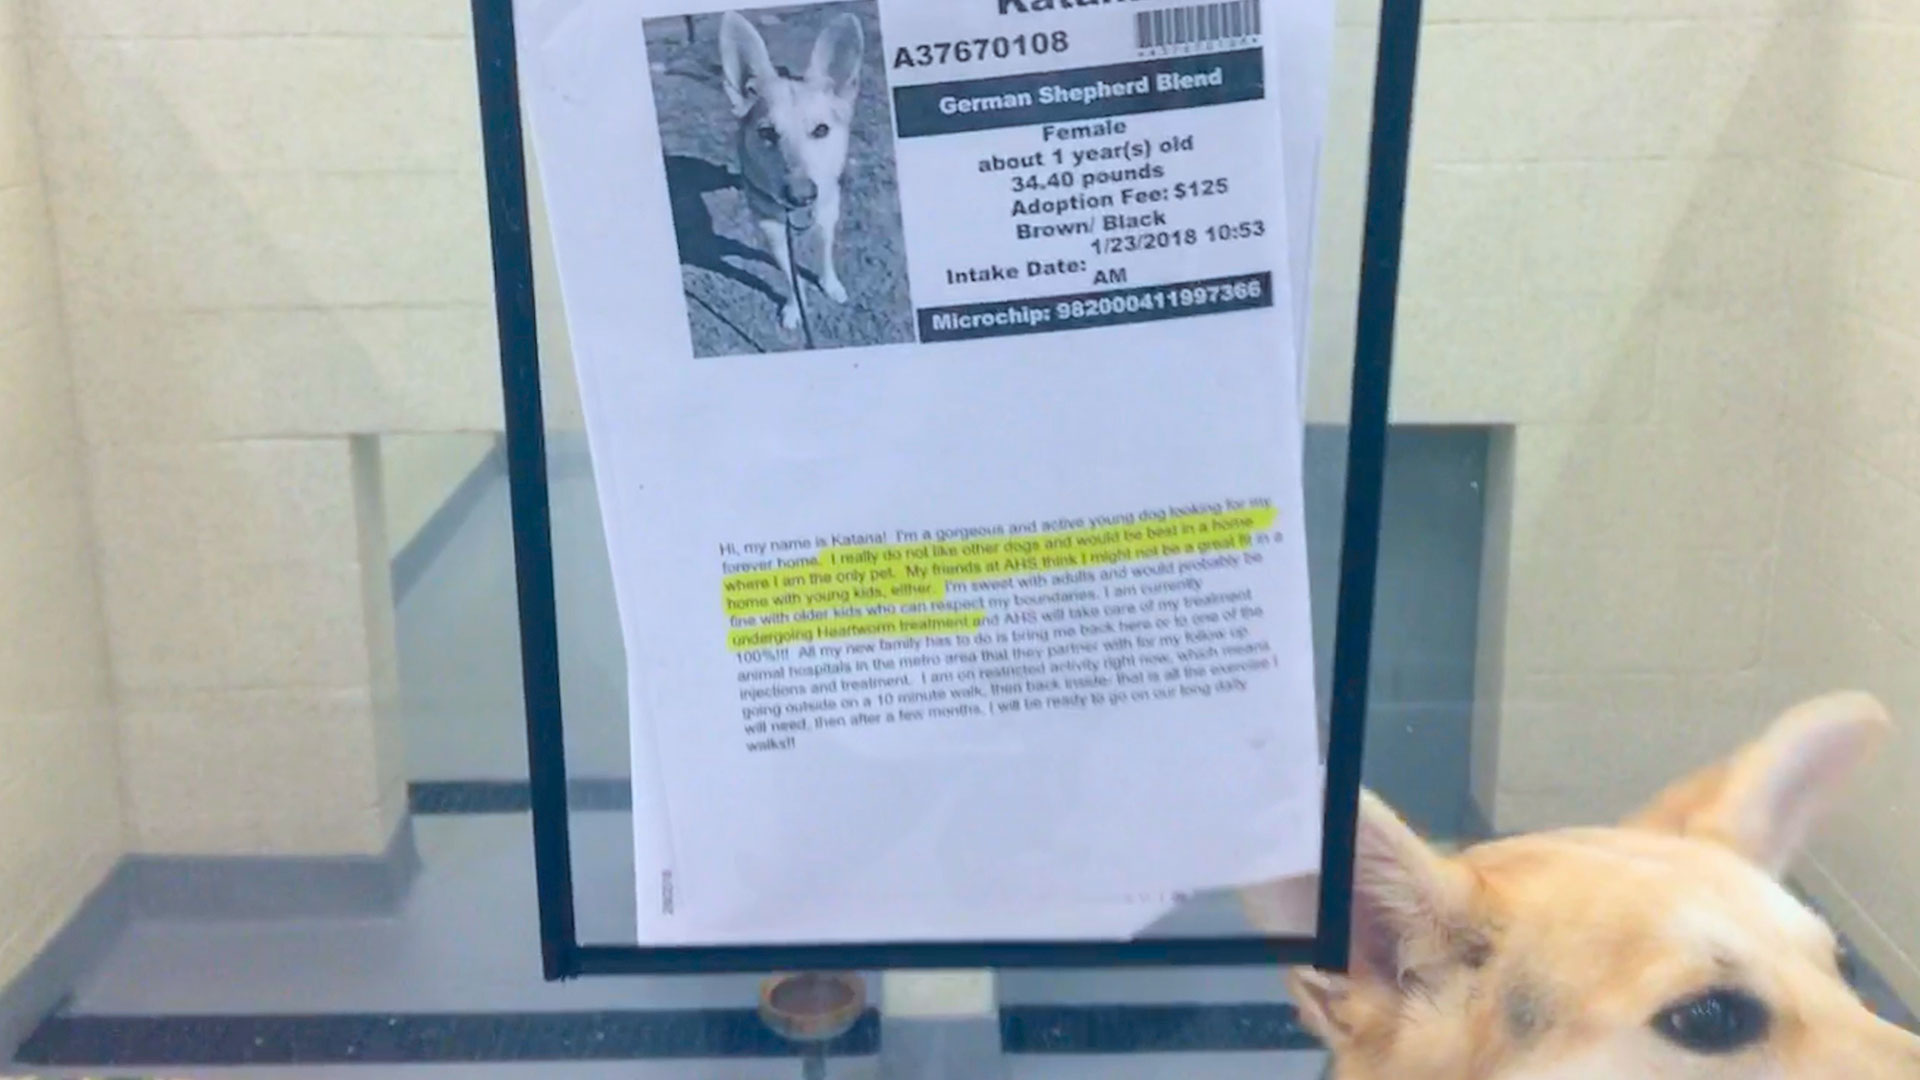 A37670108
German Shepherd Blend
Female
about 1 year(s) old
34.40 pounds
Adoption Fee: $125
Brown/ Black
1/23/2018 10:53
Intake Date:
AM
Microchip: 982000411997366
Hi, my name is Katana! I'm a gorgeous and active young dog looking for my
forever home. I really do not like other dogs and would be best in a home
where I am the only pet. My friends at AHS think I might not be a great fit in a
home with young kids, either. I'm sweet with adults and would probably be
fine with older kids who can respect my boundaries. I am currently
undergoing Heartworm treatment and AHS will take care of my treatment
100%!!! All my new family has to do is bring me back here or to one of the
animal hospitals in the metro area that they partner with for my follow up
injections and treatment. I am on restricted activity right now, which means
going outside on a 10 minute walk, then back inside- that is all the exercise I
will need, then after a few months, I will be ready to go on our long daily
walks!!